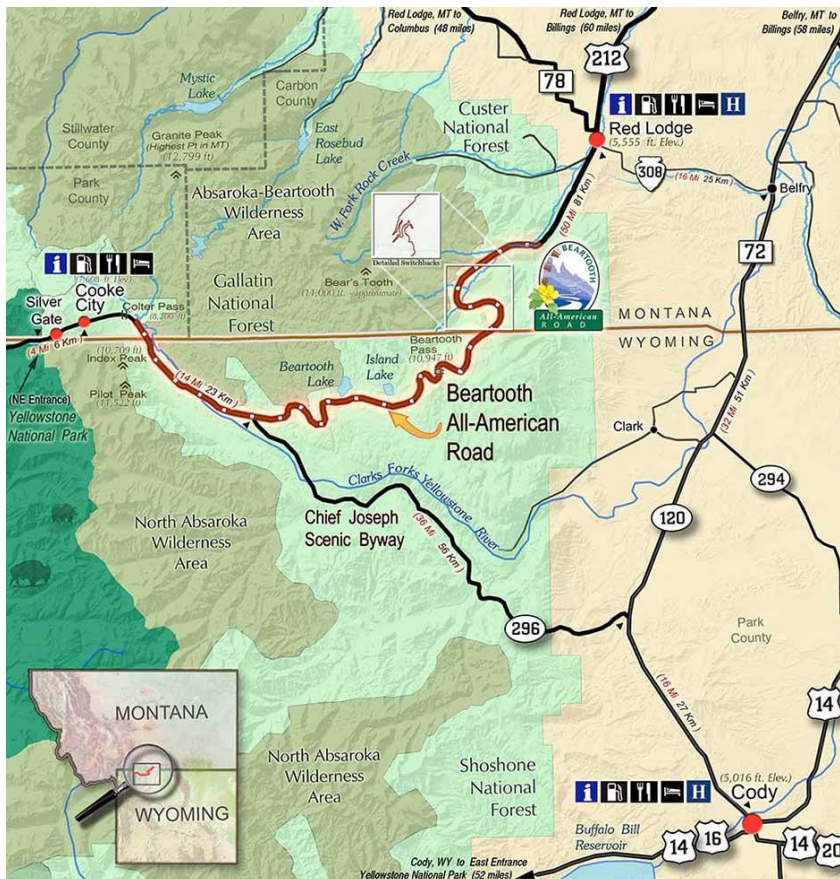 Red Lodge, MT to
Columbus (48 miles)
Red Lodge, MT to
Billings (60 miles)
Belfry, MT to
Billings (58 miles)
212
78
Mystic
Lake
Carbon
County
Custer
National
Forest
i
H
Red Lodge
(5,555 ft. Elev.)
Stillwater
County
Granite Peak
(Highest Pt in MT)
(12,799 ft)
East
Rosebud
Lake
308
(16 Mi 25 Km)
Belfry
Park
County
Absaroka-Beartooth
Wilderness
Area
W. Fork Rock Creek
(50 Mi 81 Km)
72
Detailed Switchbacks
BEARTOOTH
All-American
ROAD
i
7,608 ft. Elev.
Cooke
City
Silver
Gate
Colter Pass
(8,200 ft)
Gallatin
National
Forest
Bear's Tooth
(11,000 ft. - approximate)
MONTANA
WYOMING
(4 Mi 6 Km)
(10,709 ft)
Index Peak
Pilot Peak
(11,522 ft)
Beartooth
Pass
(10,947 ft)
Island
Lake
Beartooth
Lake
(14 Mi 23 Km)
(NE Entrance)
Yellowstone
National Park
Beartooth
All-American
Road
(32 Mi 51 Km)
Clark
294
Clarks Forks Yellowstone River
120
North Absaroka
Wilderness
Area
Chief Joseph
Scenic Byway
(36 Mi 56 Km)
296
Park
County
(16 Mi 27 Km)
14
MONTANA
WYOMING
North Absaroka
Wilderness
Area
Shoshone
National
Forest
(5,016 ft. Elev.)
i
H
Cody
Buffalo Bill
Reservoir
14
16
14
20
Cody, WY to East Entrance
Yellowstone National Park (52 miles)